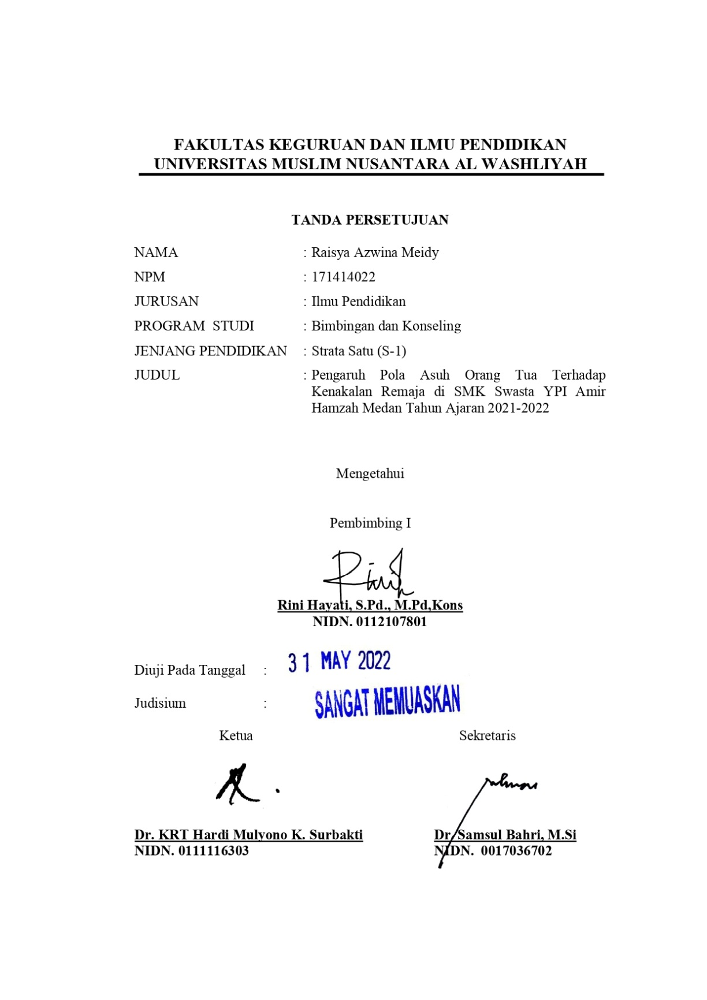 FAKULTAS KEGURUAN DAN ILMU PENDIDIKAN
UNIVERSITAS MUSLIM NUSANTARA AL WASHLIYAH
TANDA PERSETUJUAN
NAMA : Raisya Azwina Meidy
NPM : 171414022
JURUSAN : Ilmu Pendidikan
PROGRAM STUDI : Bimbingan dan Konseling
JENJANG PENDIDIKAN : Strata Satu (S-1)
JUDUL : Pengaruh Pola Asuh Orang Tua Terhadap
Kenakalan Remaja di SMK Swasta YPI Amir
Hamzah Medan Tahun Ajaran 2021-2022
Mengetahui
Pembimbing I
Rini Hayati, S.Pd., M.Pd,Kons
NIDN. 0112107801
Diuji Pada Tanggal : 31 MAY 2022
Judisium : SANGAT MEMUASKAN
Ketua Sekretaris
Dr. KRT Hardi Mulyono K. Surbakti Dr. Samsul Bahri, M.Si
NIDN. 0111116303 NIDN. 0017036702